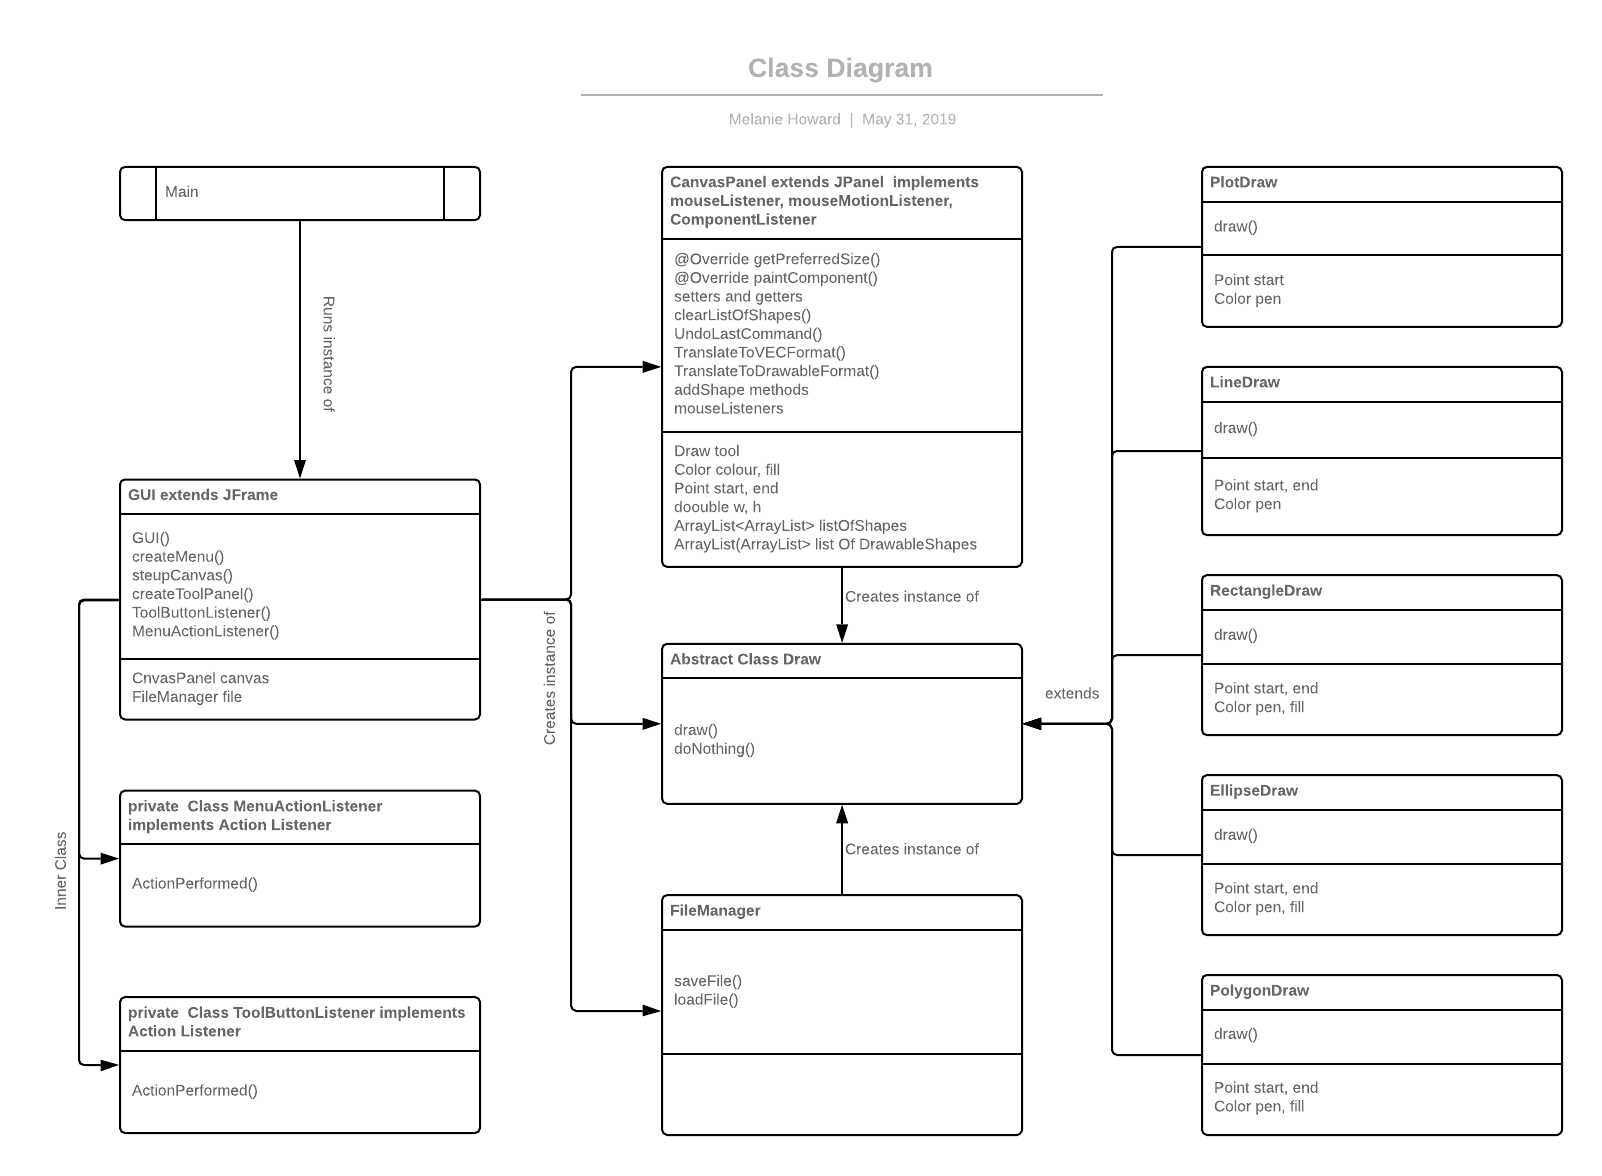 Class Diagram
Melanie Howard | May 31, 2019
Main
Runs instance of
GUI extends JFrame
GUI()
createMenu()
steupCanvas()
createToolPanel()
ToolButtonListener()
MenuActionListener()
CnvasPanel canvas
FileManager file
Inner Class
private  Class MenuActionListener
implements Action Listener
ActionPerformed()
private  Class ToolButtonListener implements
Action Listener
ActionPerformed()
Creates instance of
CanvasPanel extends JPanel  implements
mouseListener, mouseMotionListener,
ComponentListener
@Override getPreferredSize()
@Override paintComponent()
setters and getters
clearListOfShapes()
UndoLastCommand()
TranslateToVECFormat()
TranslateToDrawableFormat()
addShape methods
mouseListeners
Draw tool
Color colour, fill
Point start, end
doouble w, h
ArrayList<ArrayList> listOfShapes
ArrayList(ArrayList> list Of DrawableShapes
Creates instance of
Abstract Class Draw
draw()
doNothing()
Creates instance of
FileManager
saveFile()
loadFile()
extends
PlotDraw
draw()
Point start
Color pen
LineDraw
draw()
Point start, end
Color pen
RectangleDraw
draw()
Point start, end
Color pen, fill
EllipseDraw
draw()
Point start, end
Color pen, fill
PolygonDraw
draw()
Point start, end
Color pen, fill